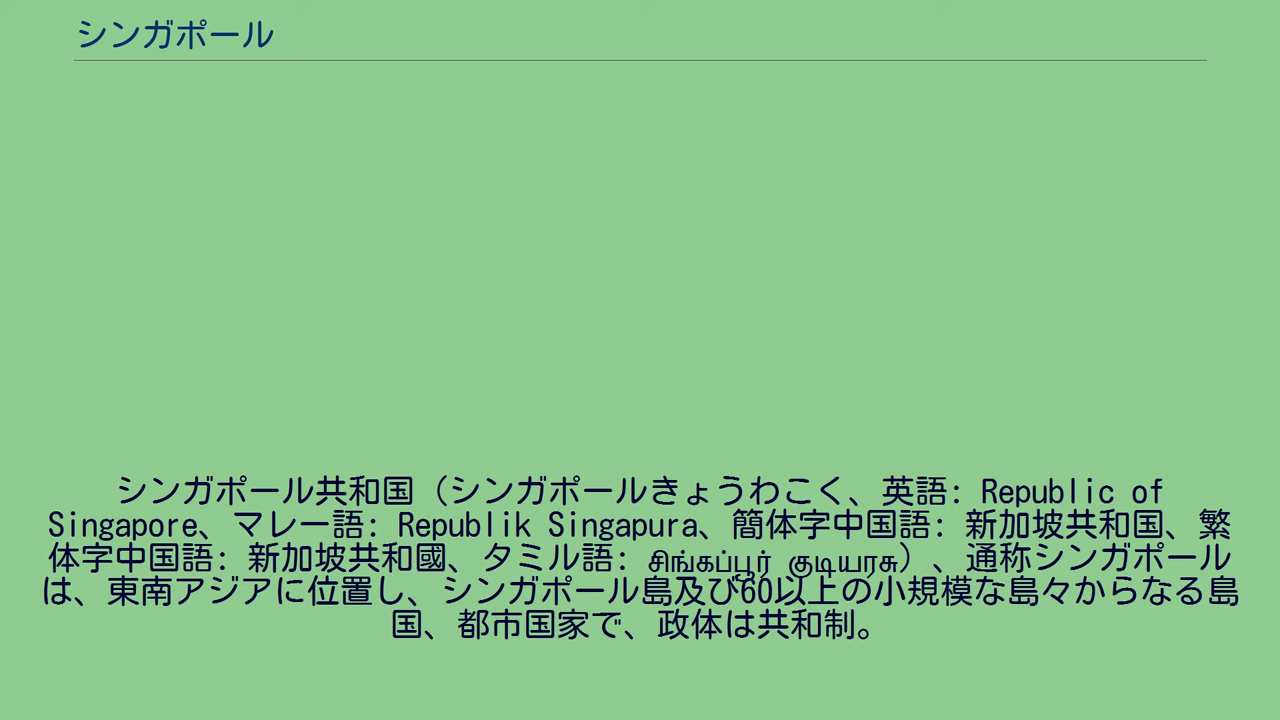 シンガポール
シンガポール共和国（シンガポールきょうわこく、英語: Republic of
Singapore、マレー語: Republik Singapura、簡体字中国語: 新加坡共和国、繁
体字中国語: 新加坡共和國、タミル語: சிங்கப்பூர் குடியரசு）、通称シンガポール
は、東南アジアに位置し、シンガポール島及び60以上の小規模な島々からなる島
国、都市国家で、政体は共和制。